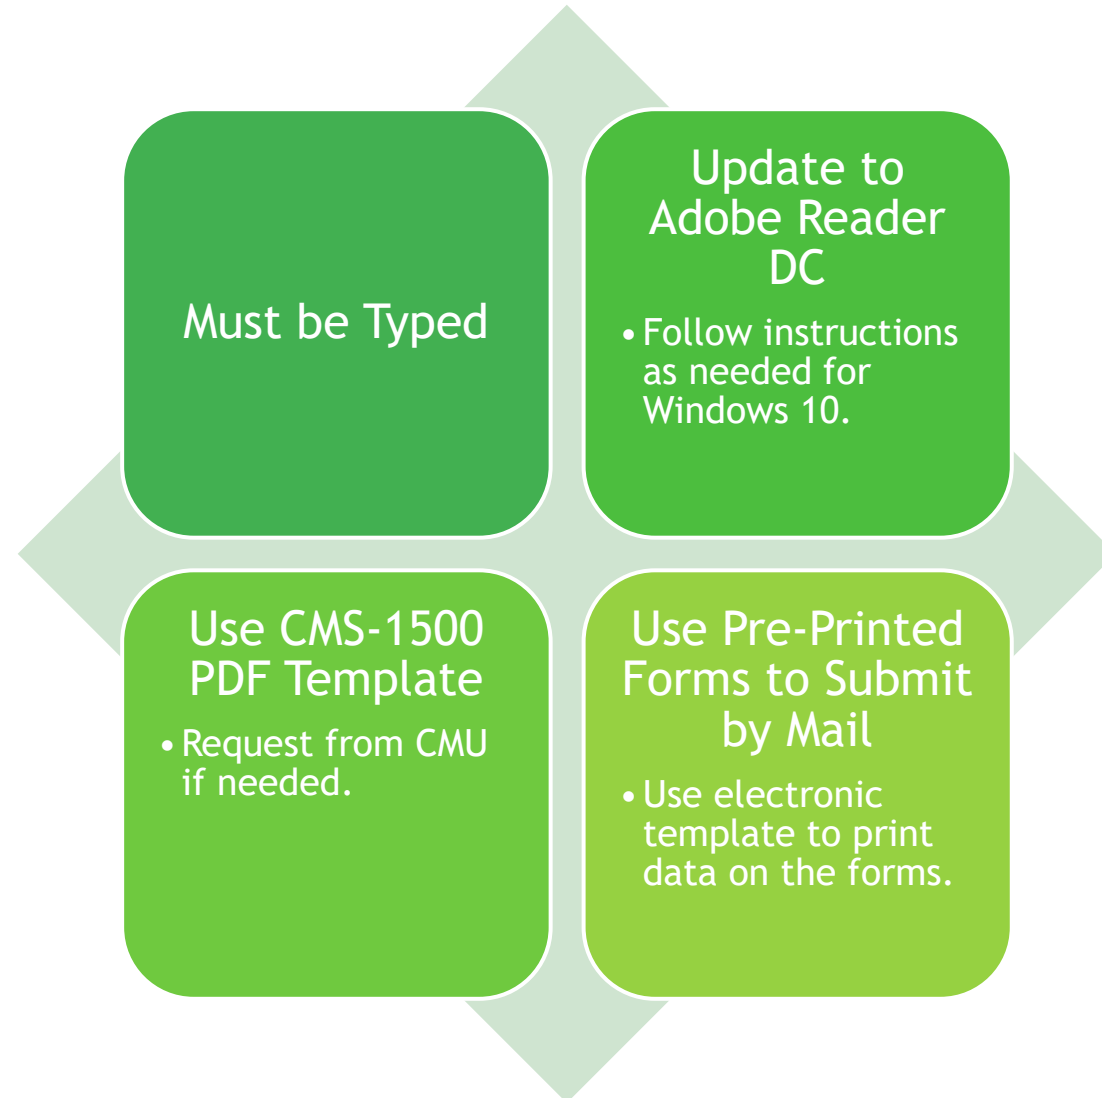 Must be Typed
Update to
Adobe Reader
DC
• Follow instructions
as needed for
Windows 10.
Use CMS-1500
PDF Template
• Request from CMU
if needed.
Use Pre-Printed
Forms to Submit
by Mail
• Use electronic
template to print
data on the forms.